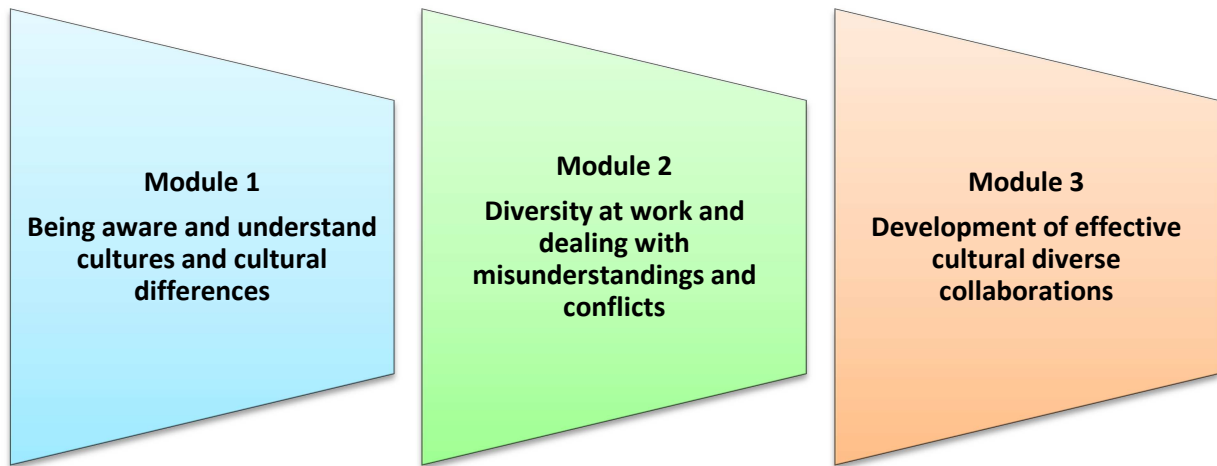 Module 1
Being aware and understand
cultures and cultural
differences
Module 2
Diversity at work and
dealing with
misunderstandings and
conflicts
Module 3
Development of effective
cultural diverse
collaborations